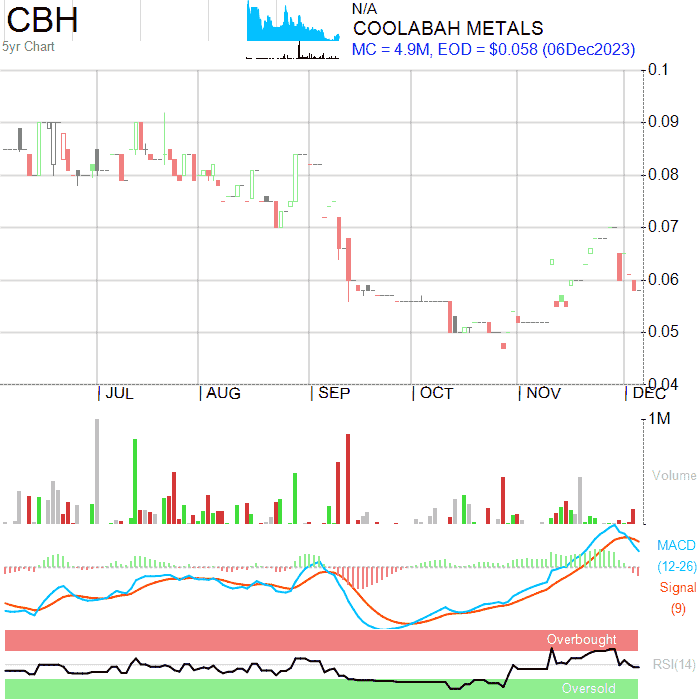 CBH
5yr Chart
N/A
COOLABAH METALS
MC = 4.9M, EOD = $0.058 (06Dec2023)
0.1
0.09
0.08
0.07
0.06
0.05
0.04
JUL
AUG
SEP
OCT
NOV
DEC
1M
Volume
MACD
(12-26)
Signal
(9)
Overbought
RSI(14)
Oversold